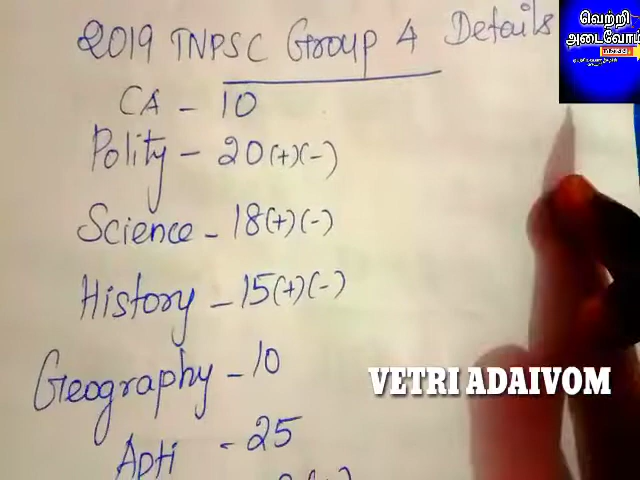 2019 TNPSC Group 4 Details
வெற்றி
அடைவோம்
CA - 10
Polity - 20(+)(-)
Science - 18(+)(-)
History - 15(+)(-)
Geography - 10
VETRI ADAIVOM
Apti - 25